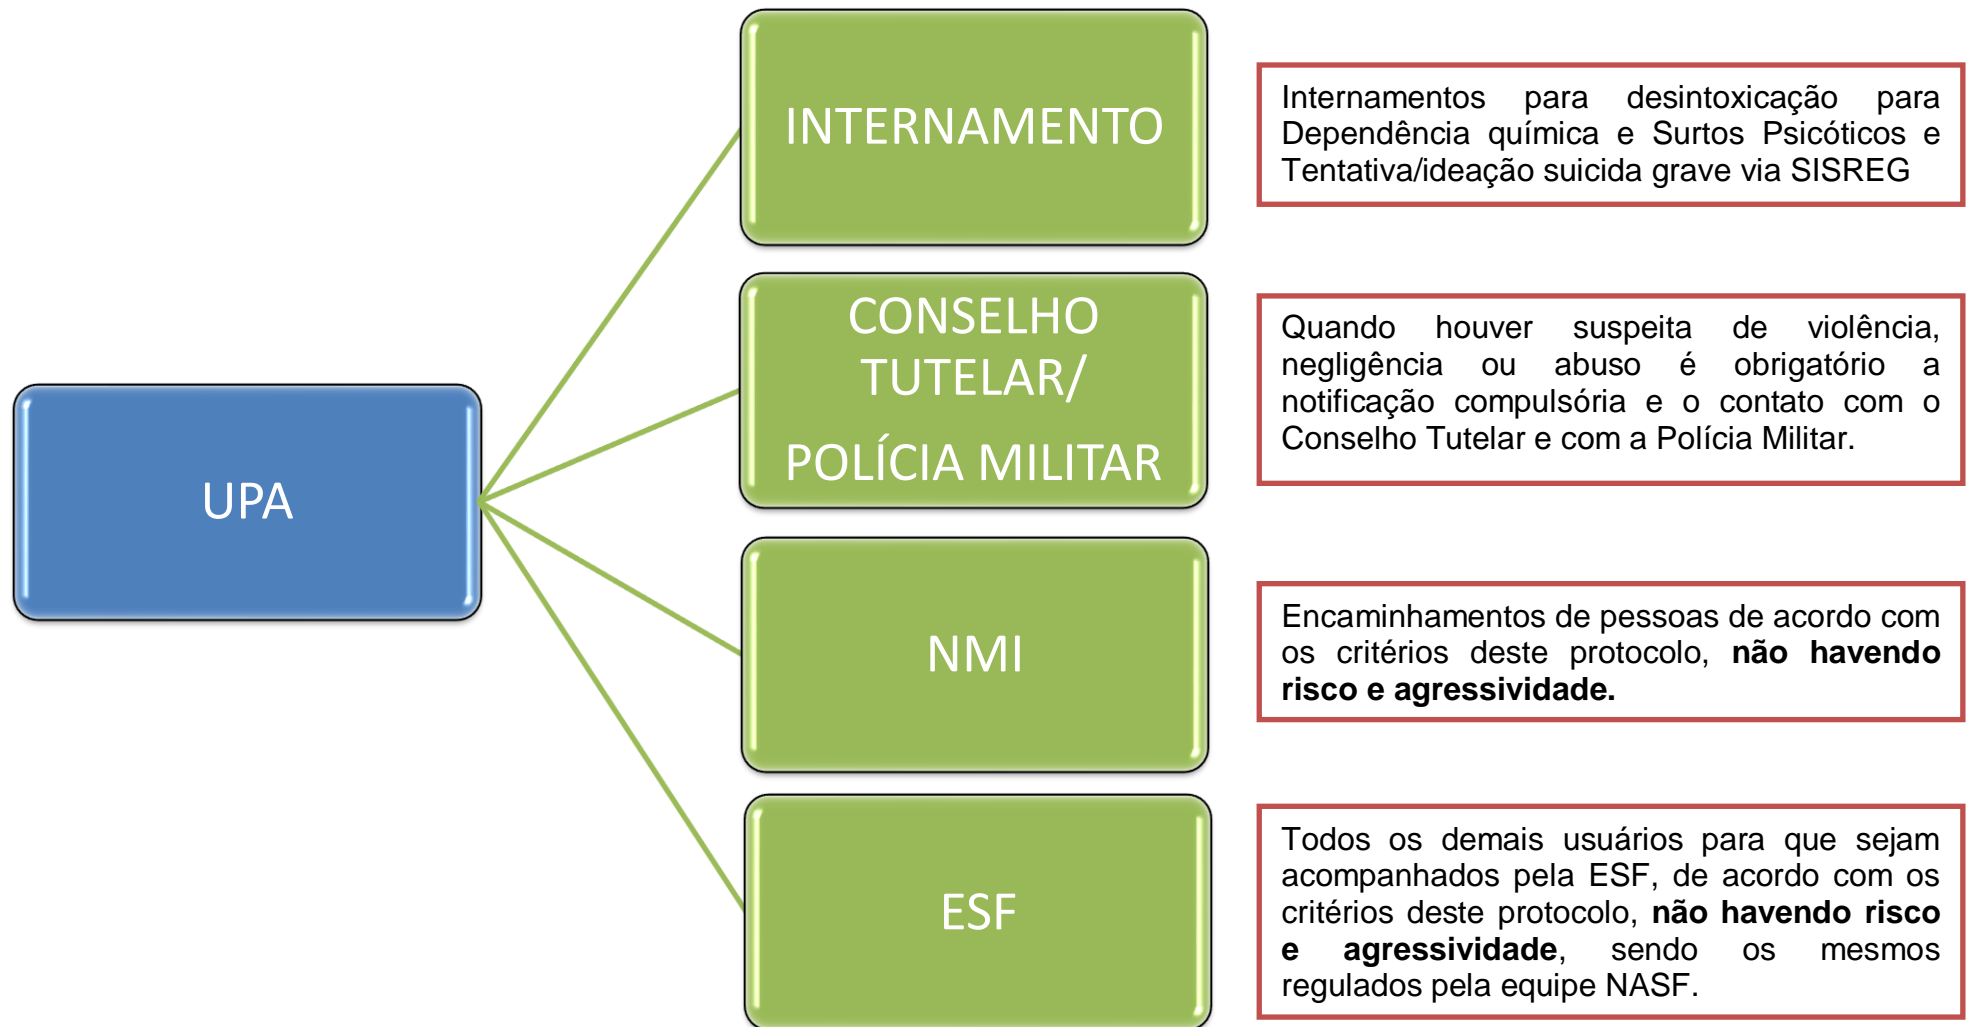 INTERNAMENTO
Internamentos para desintoxicação para
Dependência química e Surtos Psicóticos e
Tentativa/ideação suicida grave via SISREG
CONSELHO
TUTELAR/
POLÍCIA MILITAR
Quando houver suspeita de violência,
negligência ou abuso é obrigatório a
notificação compulsória e o contato com o
Conselho Tutelar e com a Polícia Militar.
UPA
NMI
Encaminhamentos de pessoas de acordo com
os critérios deste protocolo, não havendo
risco e agressividade.
ESF
Todos os demais usuários para que sejam
acompanhados pela ESF, de acordo com os
critérios deste protocolo, não havendo risco
e agressividade, sendo os mesmos
regulados pela equipe NASF.